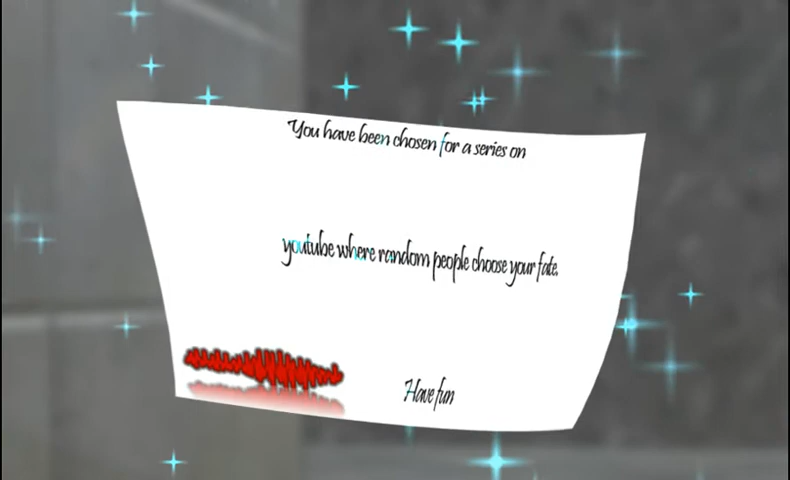 You have been chosen for a series on
youtube where random people choose your fate.
Have fun